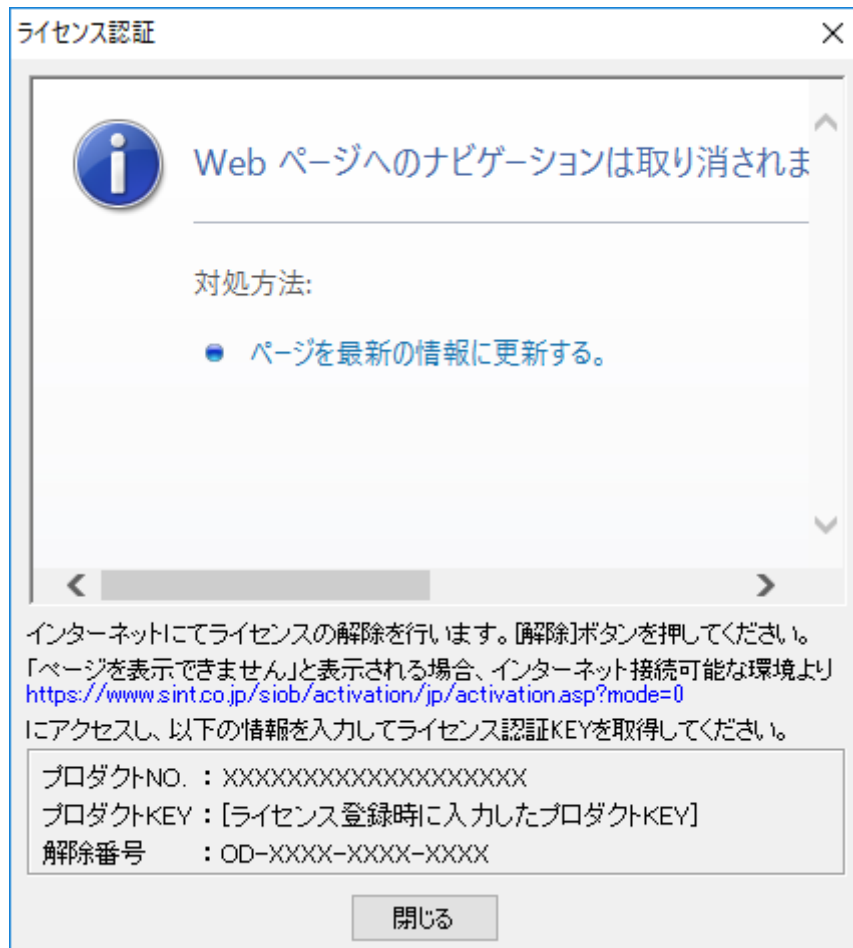 ライセンス認証
Web ページへのナビゲーションは取り消されま
対処方法:
ページを最新の情報に更新する。
インターネットにてライセンスの解除を行います。[解除]ボタンを押してください。
「ページを表示できません」と表示される場合、インターネット接続可能な環境より
https://www.sint.co.jp/siob/activation/jp/activation.asp?mode=0
にアクセスし、以下の情報を入力してライセンス認証KEYを取得してください。
プロダクトNO. : XXXXXXXXXXXXXXXXXXX
プロダクトKEY : [ライセンス登録時に入力したプロダクトKEY]
解除番号 : OD-XXXX-XXXX-XXXX
閉じる